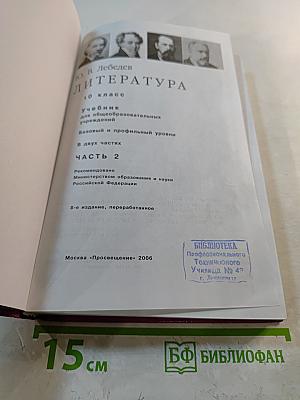 Ю. В. Лебедев
ЛИТЕРАТУРА
10 класс
Учебник
для общеобразовательных
учреждений
Базовый и профильный уровни
В двух частях
ЧАСТЬ 2
Рекомендовано
Министерством образования и науки
Российской Федерации
8-е издание, переработанное
Москва «Просвещение» 2006
БИБЛИОТЕКА
Профессионального
Технического
Училища №
г.
15 см
БФ БИБЛИОФАН